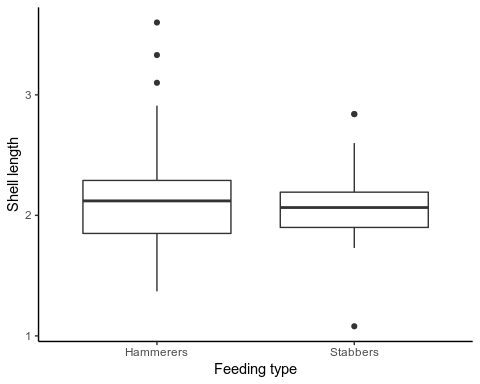 Shell length
3
2
1
Hammerers
Stabbers
Feeding type